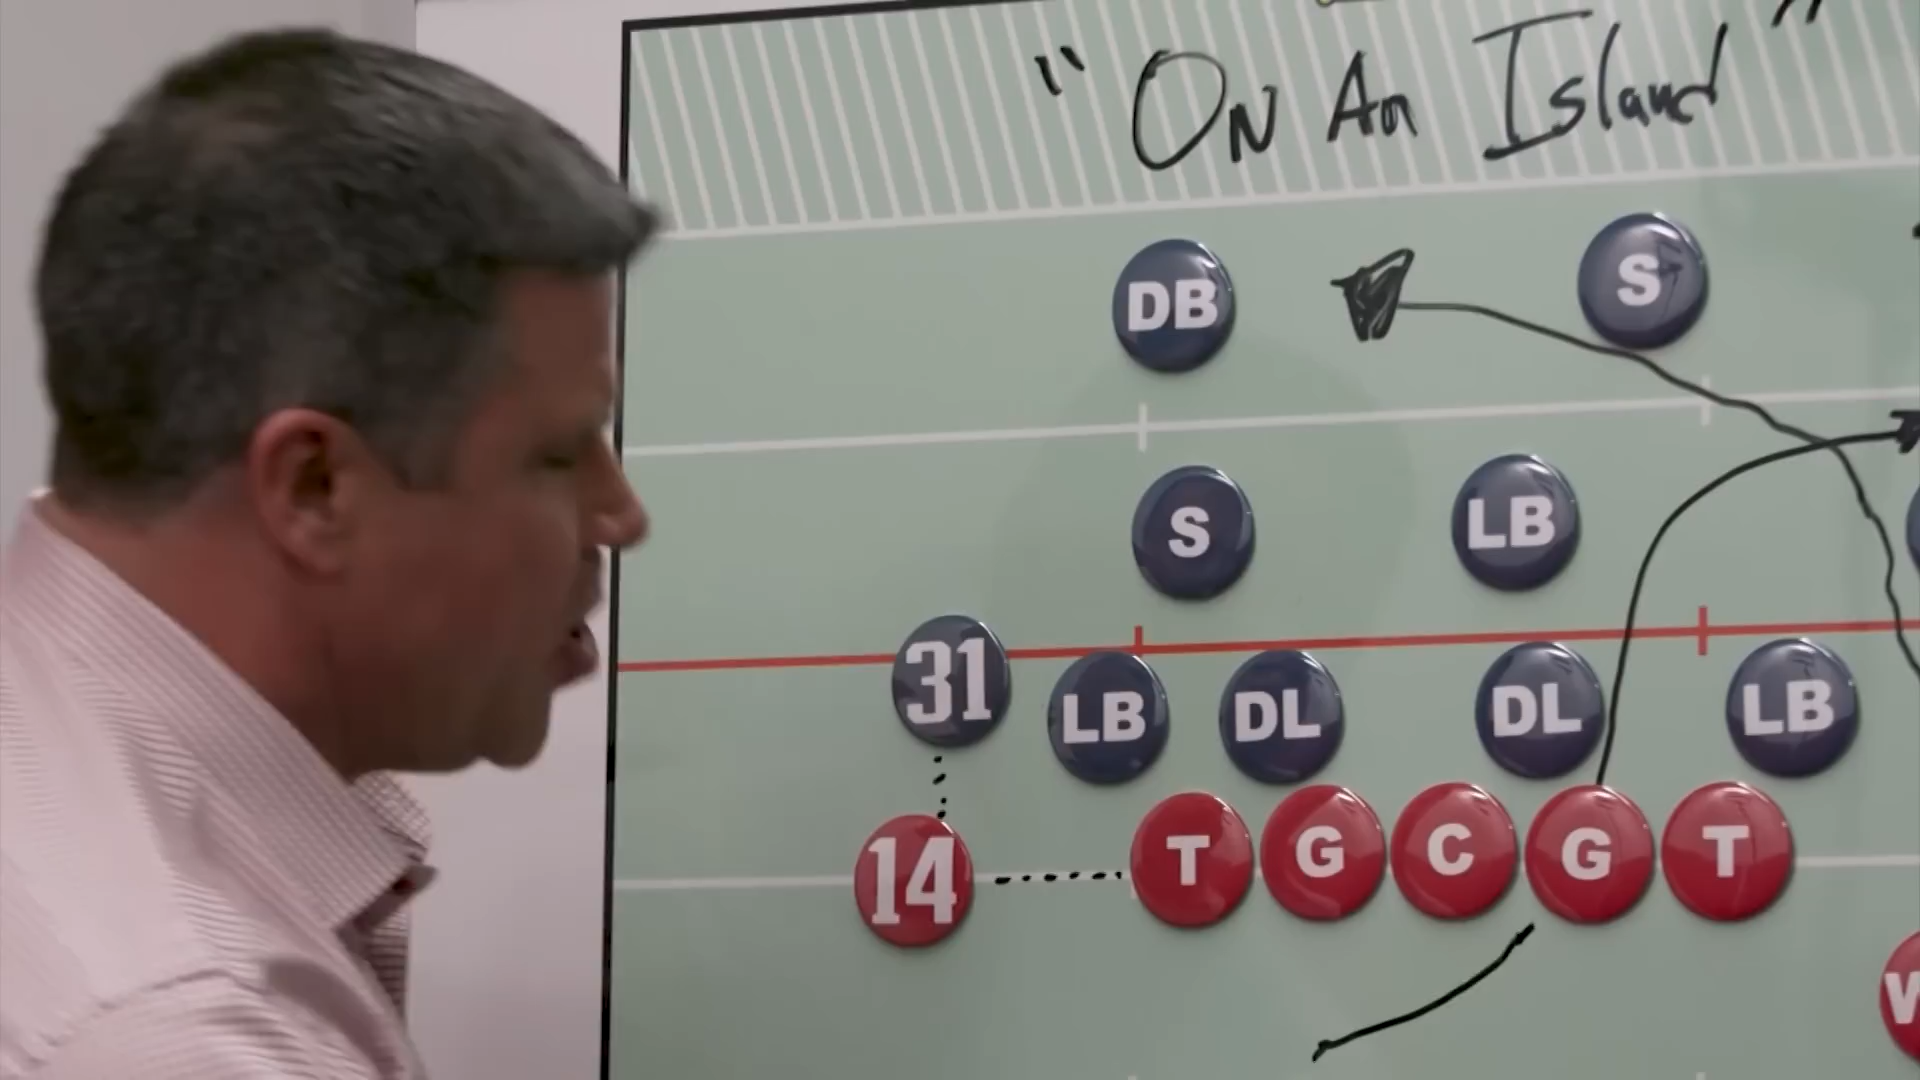 "On An Island"
DB S
S LB
31 LB DL DL LB
14 T G C G T